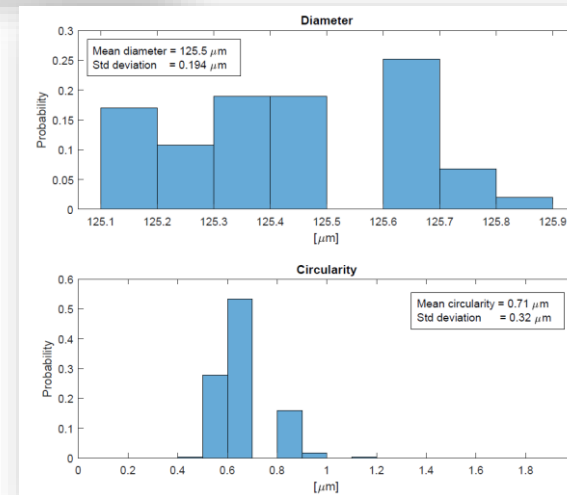 Diameter
Mean diameter = 125.5 μm
Std deviation = 0.194 μm
Probability
0.3
0.25
0.2
0.15
0.1
0.05
0
125.1 125.2 125.3 125.4 125.5 125.6 125.7 125.8 125.9
[μm]
Circularity
Mean circularity = 0.71 μm
Std deviation = 0.32 μm
Probability
0.6
0.5
0.4
0.3
0.2
0.1
0
0 0.2 0.4 0.6 0.8 1 1.2 1.4 1.6 1.8
[μm]